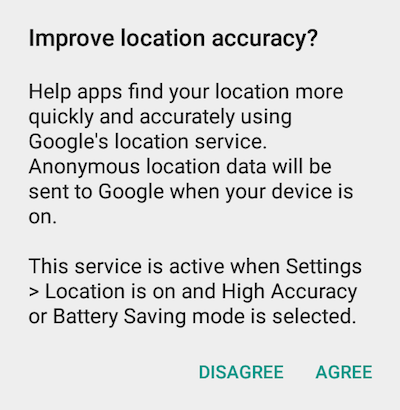 Improve location accuracy?
Help apps find your location more
quickly and accurately using
Google's location service.
Anonymous location data will be
sent to Google when your device is
on.
This service is active when Settings
> Location is on and High Accuracy
or Battery Saving mode is selected.
DISAGREE AGREE